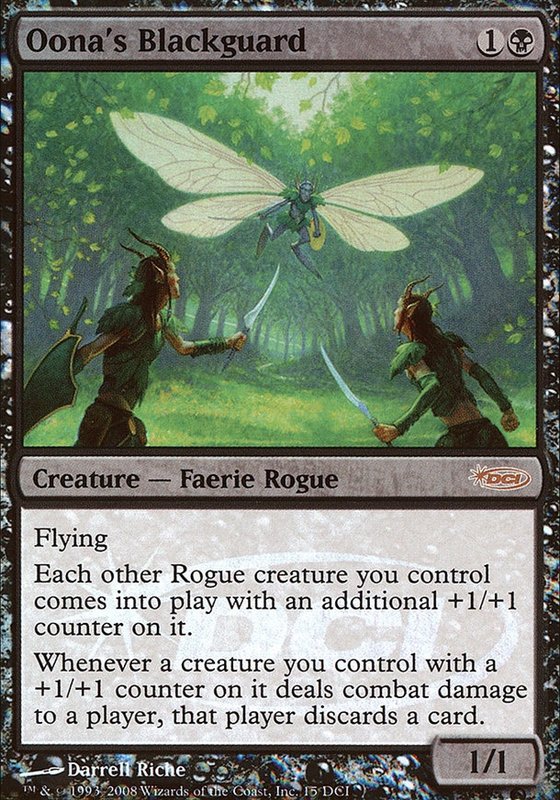 Oona's Blackguard 1
Creature — Faerie Rogue
DCI
Flying
Each other Rogue creature you control
comes into play with an additional +1/+1
counter on it.
Whenever a creature you control with a
+1/+1 counter on it deals combat damage
to a player, that player discards a card.
DCI
1/1
Darrell Riche
™ & © 1993-2008 Wizards of the Coast, Inc. 15 DCI